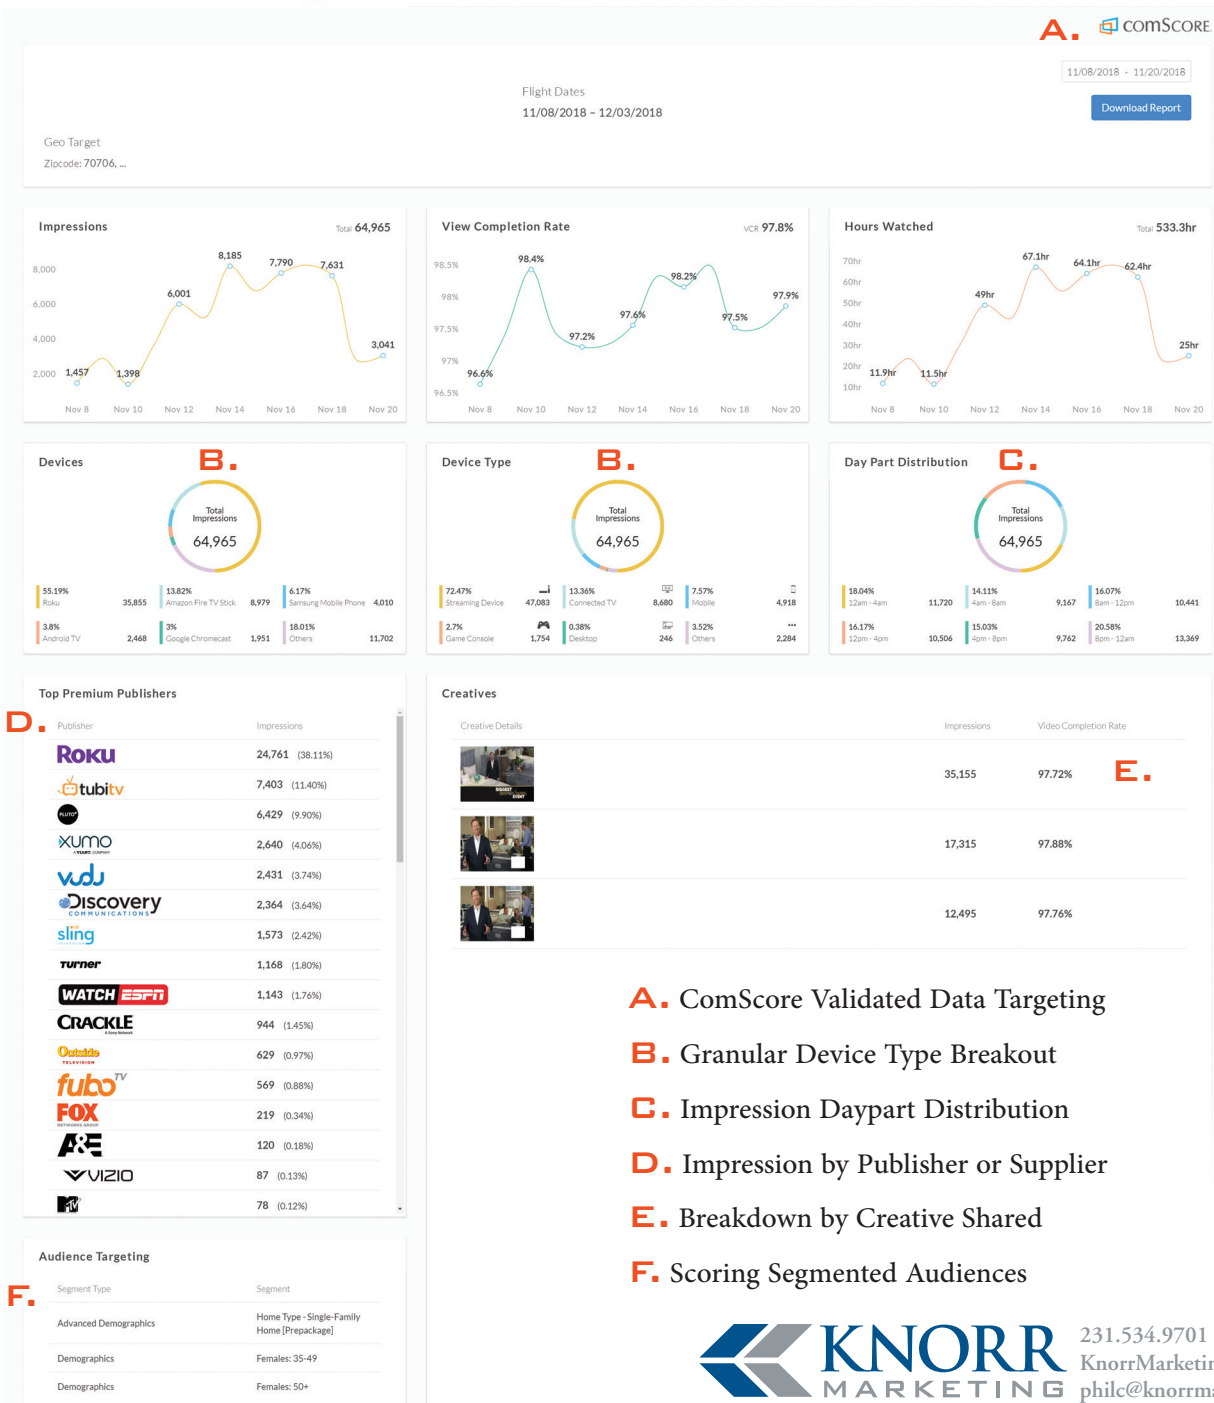 A. comSCORE
11/08/2018 - 11/20/2018
Flight Dates
11/08/2018 – 12/03/2018
Download Report
Geo Target
Zipcode: 70706, ...
Impressions
Total 64,965
8,000
6,000
4,000
2,000
1,457
1,398
6,001
8,185
7,790
7,631
3,041
Nov 8 Nov 10 Nov 12 Nov 14 Nov 16 Nov 18 Nov 20
View Completion Rate
VCR 97.8%
98.5%
98%
97.5%
97%
96.5%
96.6%
98.4%
97.2%
97.6%
98.2%
97.5%
97.9%
Nov 8 Nov 10 Nov 12 Nov 14 Nov 16 Nov 18 Nov 20
Hours Watched
Total 533.3hr
70hr
60hr
50hr
40hr
30hr
20hr
10hr
11.9hr
11.5hr
49hr
67.1hr
64.1hr
62.4hr
25hr
Nov 8 Nov 10 Nov 12 Nov 14 Nov 16 Nov 18 Nov 20
Devices
B.
Total
Impressions
64,965
55.19%
Roku 35,855
13.82%
Amazon Fire TV Stick 8,979
6.17%
Samsung Mobile Phone 4,010
3.8%
Android TV 2,468
3%
Google Chromecast 1,951
18.01%
Others 11,702
Device Type
B.
Total
Impressions
64,965
72.47%
Streaming Device 47,083
13.36%
Connected TV 8,680
7.57%
Mobile 4,918
2.7%
Game Console 1,754
0.38%
Desktop 246
3.52%
Others 2,284
Day Part Distribution
C.
Total
Impressions
64,965
18.04%
12am - 4am 11,720
14.11%
4am - 8am 9,167
16.07%
8am - 12pm 10,441
16.17%
12pm - 4pm 10,506
15.03%
4pm - 8pm 9,762
20.58%
8pm - 12am 13,369
Top Premium Publishers
D.
Publisher Impressions
ROKU 24,761 (38.11%)
tubitv 7,403 (11.40%)
PLUTO 6,429 (9.90%)
XUMO 2,640 (4.06%)
A VIANT. COMPANY
vudu 2,431 (3.74%)
Discovery 2,364 (3.64%)
COMMUNICATIONS
sling 1,573 (2.42%)
TELEVISION
Turner 1,168 (1.80%)
WATCH ESPN 1,143 (1.76%)
CRACKLE 944 (1.45%)
A Sony Network
Outside 629 (0.97%)
TELEVISION
fuboTV 569 (0.88%)
FOX 219 (0.34%)
NETWORKS GROUP
A&E 120 (0.18%)
VIZIO 87 (0.13%)
MTV 78 (0.12%)
Creatives
Creative Details Impressions Video Completion Rate
BIGGEST
EVENT
35,155 97.72% E.
17,315 97.88%
12,495 97.76%
A. ComScore Validated Data Targeting
B. Granular Device Type Breakout
C. Impression Daypart Distribution
D. Impression by Publisher or Supplier
E. Breakdown by Creative Shared
F. Scoring Segmented Audiences
Audience Targeting
F.
Segment Type Segment
Advanced Demographics
Home Type - Single-Family
Home [Prepackage]
Demographics Females: 35-49
Demographics Females: 50+
KNORR
MARKETING
231.534.9701
KnorrMarketin
philc@knorrma